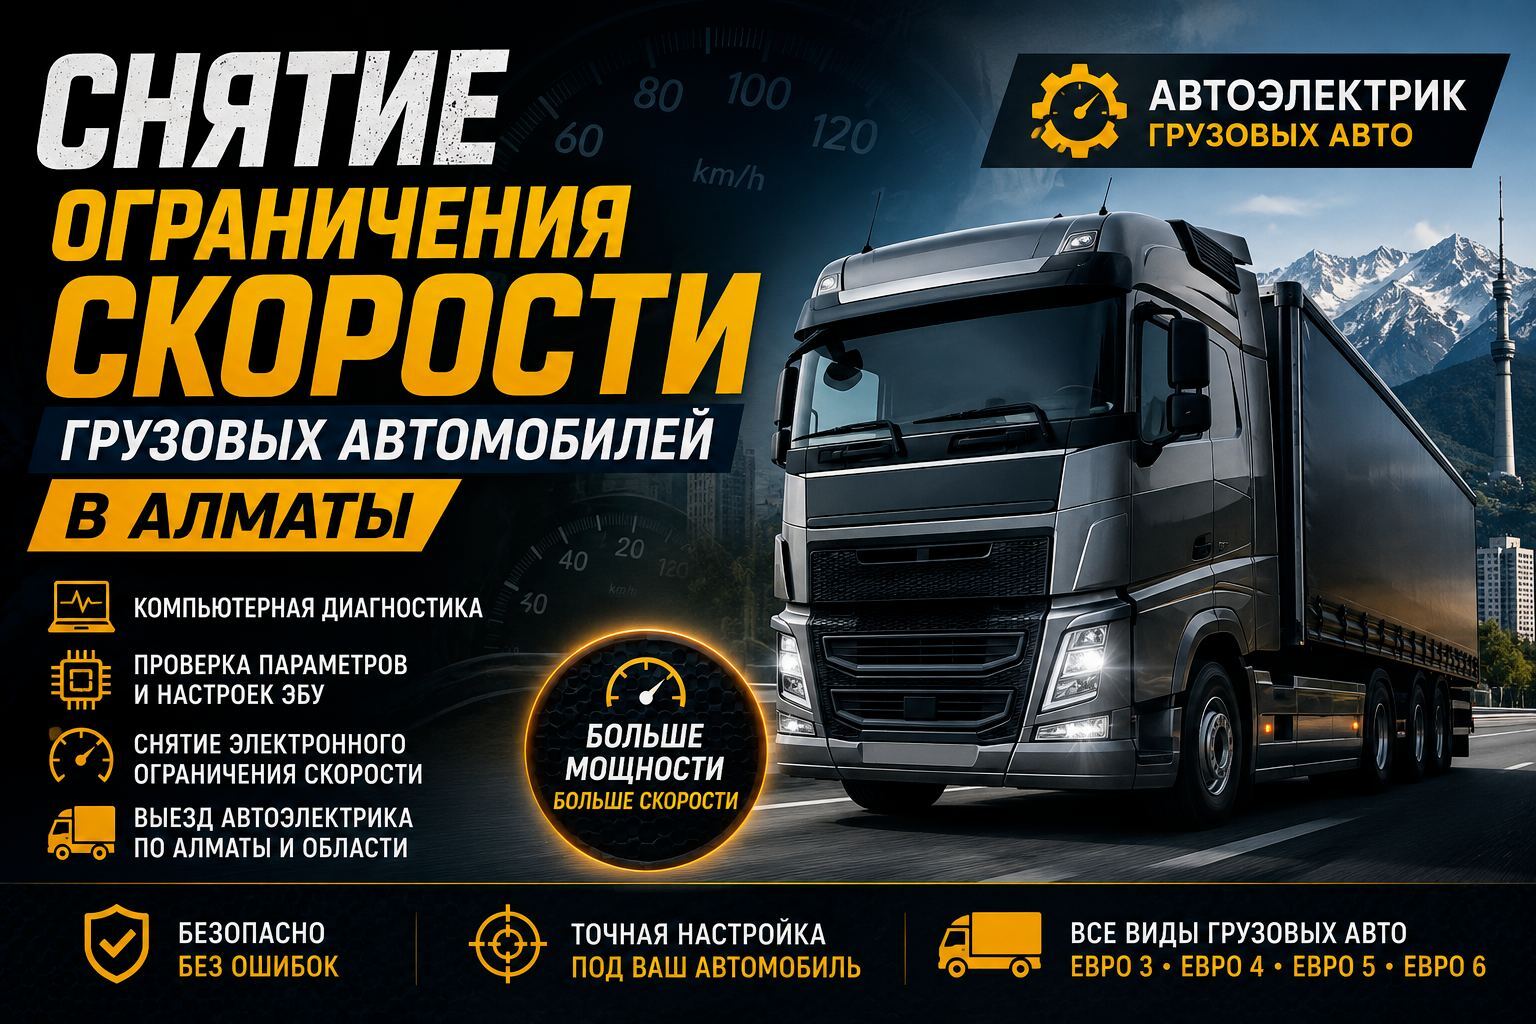 СНЯТИЕ
ОГРАНИЧЕНИЯ
СКОРОСТИ
ГРУЗОВЫХ АВТОМОБИЛЕЙ
В АЛМАТЫ
60
80
100
120
km/h
АВТОЭЛЕКТРИК
ГРУЗОВЫХ АВТО
КОМПЬЮТЕРНАЯ ДИАГНОСТИКА
ПРОВЕРКА ПАРАМЕТРОВ
И НАСТРОЕК ЭБУ
СНЯТИЕ ЭЛЕКТРОННОГО
ОГРАНИЧЕНИЯ СКОРОСТИ
ВЫЕЗД АВТОЭЛЕКТРИКА
ПО АЛМАТЫ И ОБЛАСТИ
40
40
20
120
km/h
БОЛЬШЕ
МОЩНОСТИ
БОЛЬШЕ СКОРОСТИ
БЕЗОПАСНО
БЕЗ ОШИБОК
ТОЧНАЯ НАСТРОЙКА
ПОД ВАШ АВТОМОБИЛЬ
ВСЕ ВИДЫ ГРУЗОВЫХ АВТО
ЕВРО 3 • ЕВРО 4 • ЕВРО 5 • ЕВРО 6